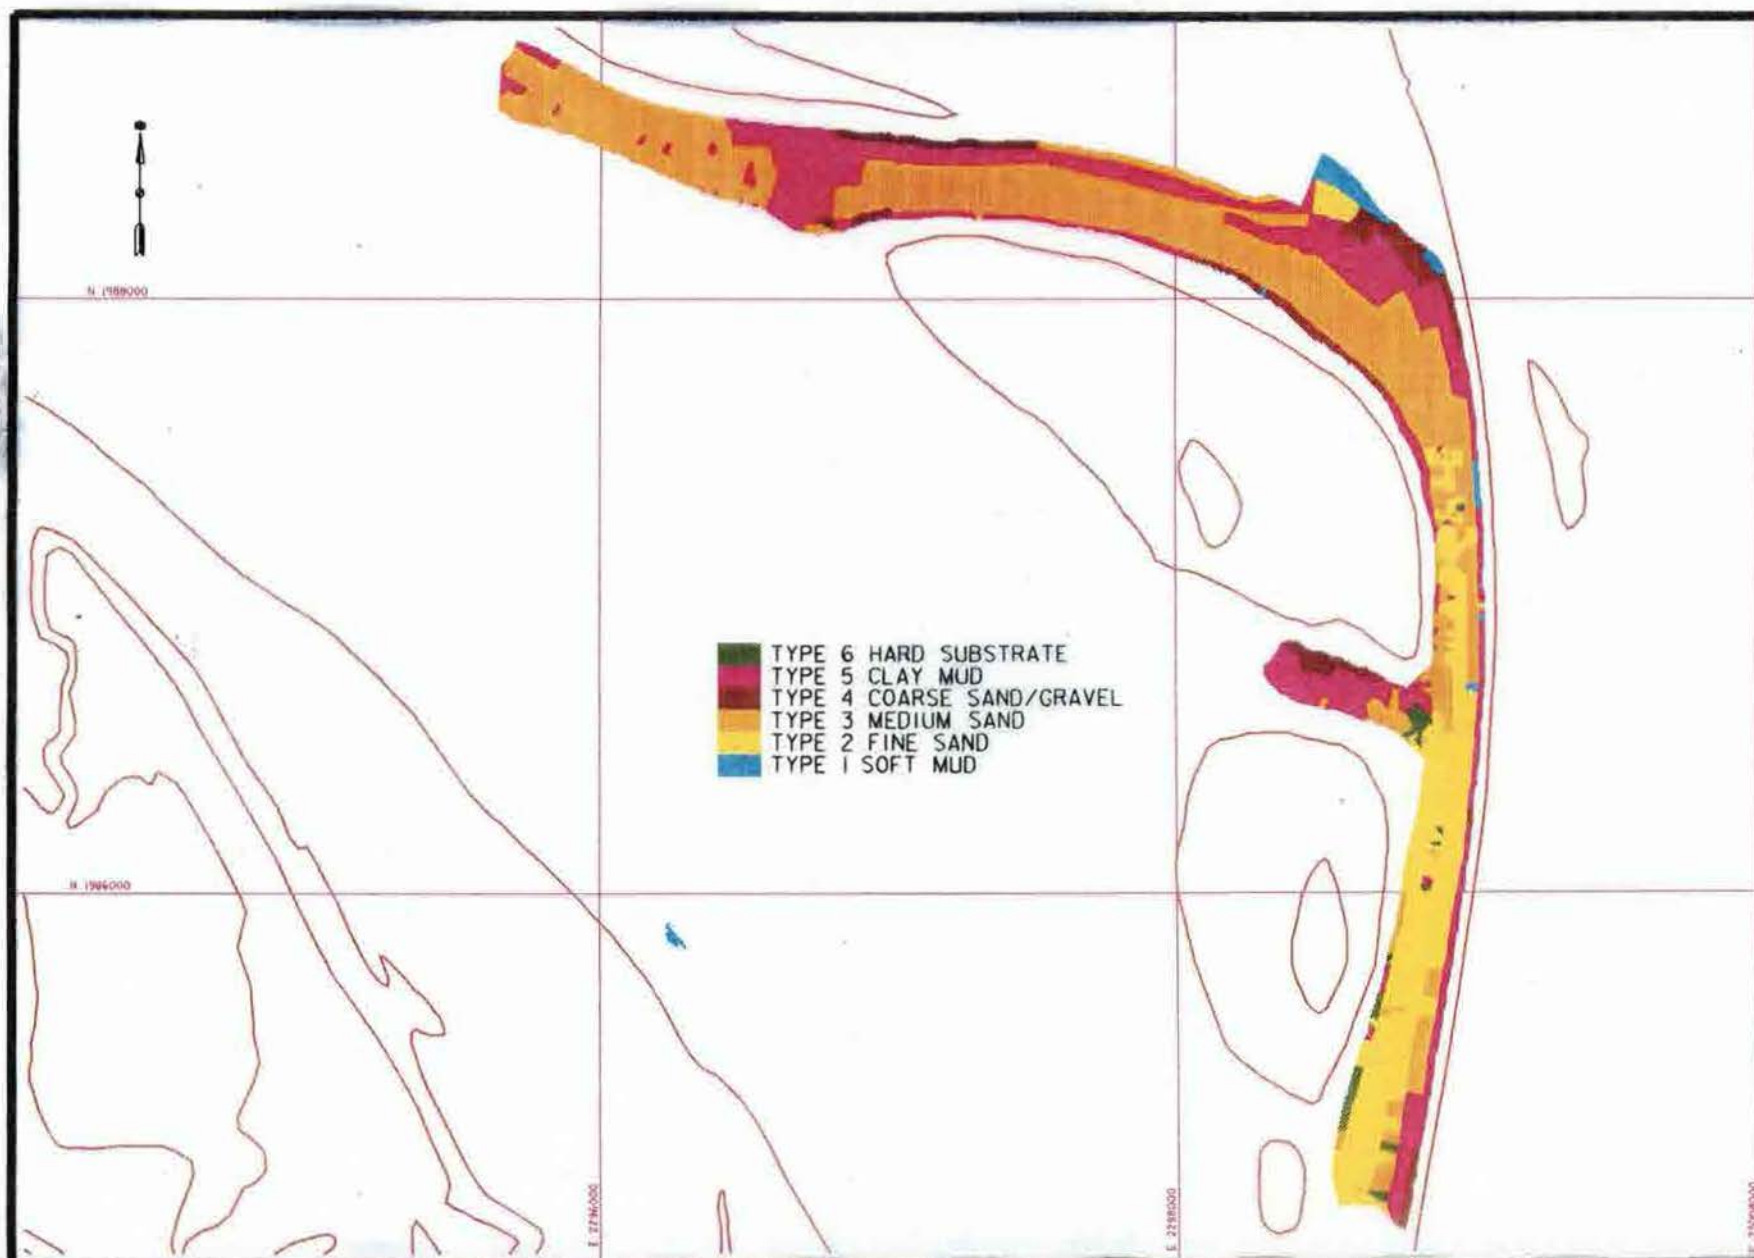 N 1988000
TYPE 6 HARD SUBSTRATE
TYPE 5 CLAY MUD
TYPE 4 COARSE SAND/GRAVEL
TYPE 3 MEDIUM SAND
TYPE 2 FINE SAND
TYPE 1 SOFT MUD
N 1986000
E 2296000
E 2298000